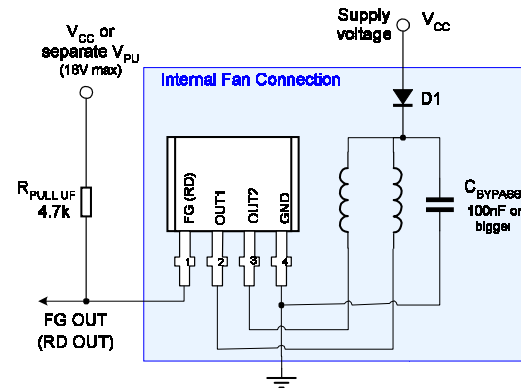 Supply
voltage
VCC
VCC or
separate VPU
(18V max)
Internal Fan Connection
D1
RPULL UP
4.7k
FG (RD)
OUT1
OUT2
GND
CBYPASS
100nF or
bigger
1
2
3
4
FG OUT
(RD OUT)